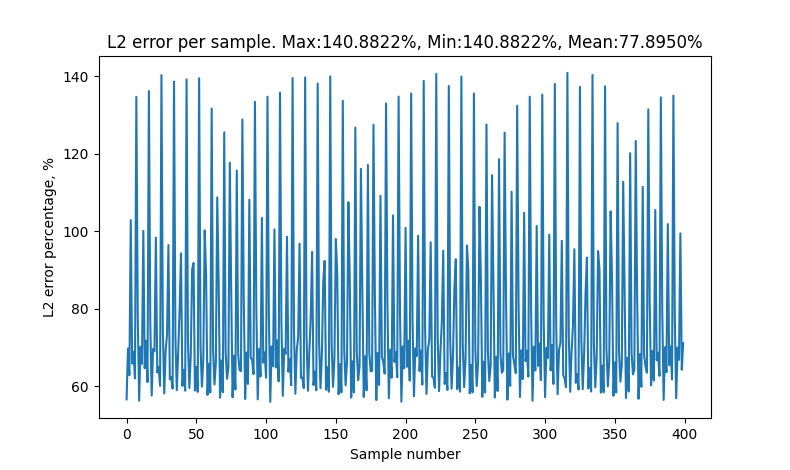 L2 error per sample. Max:140.8822%, Min:140.8822%, Mean:77.8950%
140
120
100
80
60
L2 error percentage, %
0 50 100 150 200 250 300 350 400
Sample number